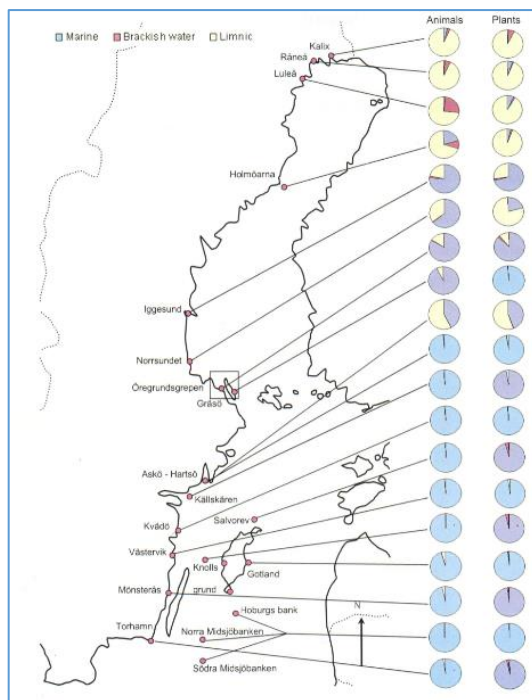 Animals Plants
Marine Brackish water Limnic
Kalix
Råneå
Luleå
Holmöarna
Iggesund
Norrsundet
Öregrundsgrepen
Gräsö
Askö - Hartsö
Källskären
Salvorev
Kvädö
Västervik
Knolls
Gotland
Mönsterås
grund
Hoburgs bank
N
Torhamn
Norra Midsjöbanken
Södra Midsjöbanken